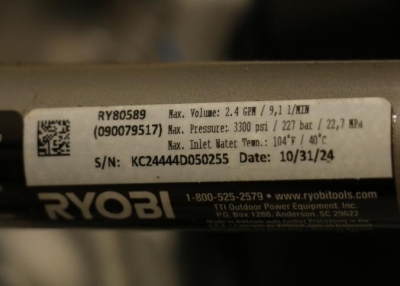 RY80589
(090079517)
Max. Volume: 2.4 GPM / 9,1 l/MIN
Max. Pressure: 3300 psi / 227 bar / 22,7 MPa
Max. Inlet Water Temp.: 104°F / 40°C
S/N: KC24444D050255 Date: 10/31/24
RYOBI
1-800-525-2579 • www.ryobitools.com
TTI Outdoor Power Equipment, Inc.
P.O. Box 1288, Anderson, SC 29622